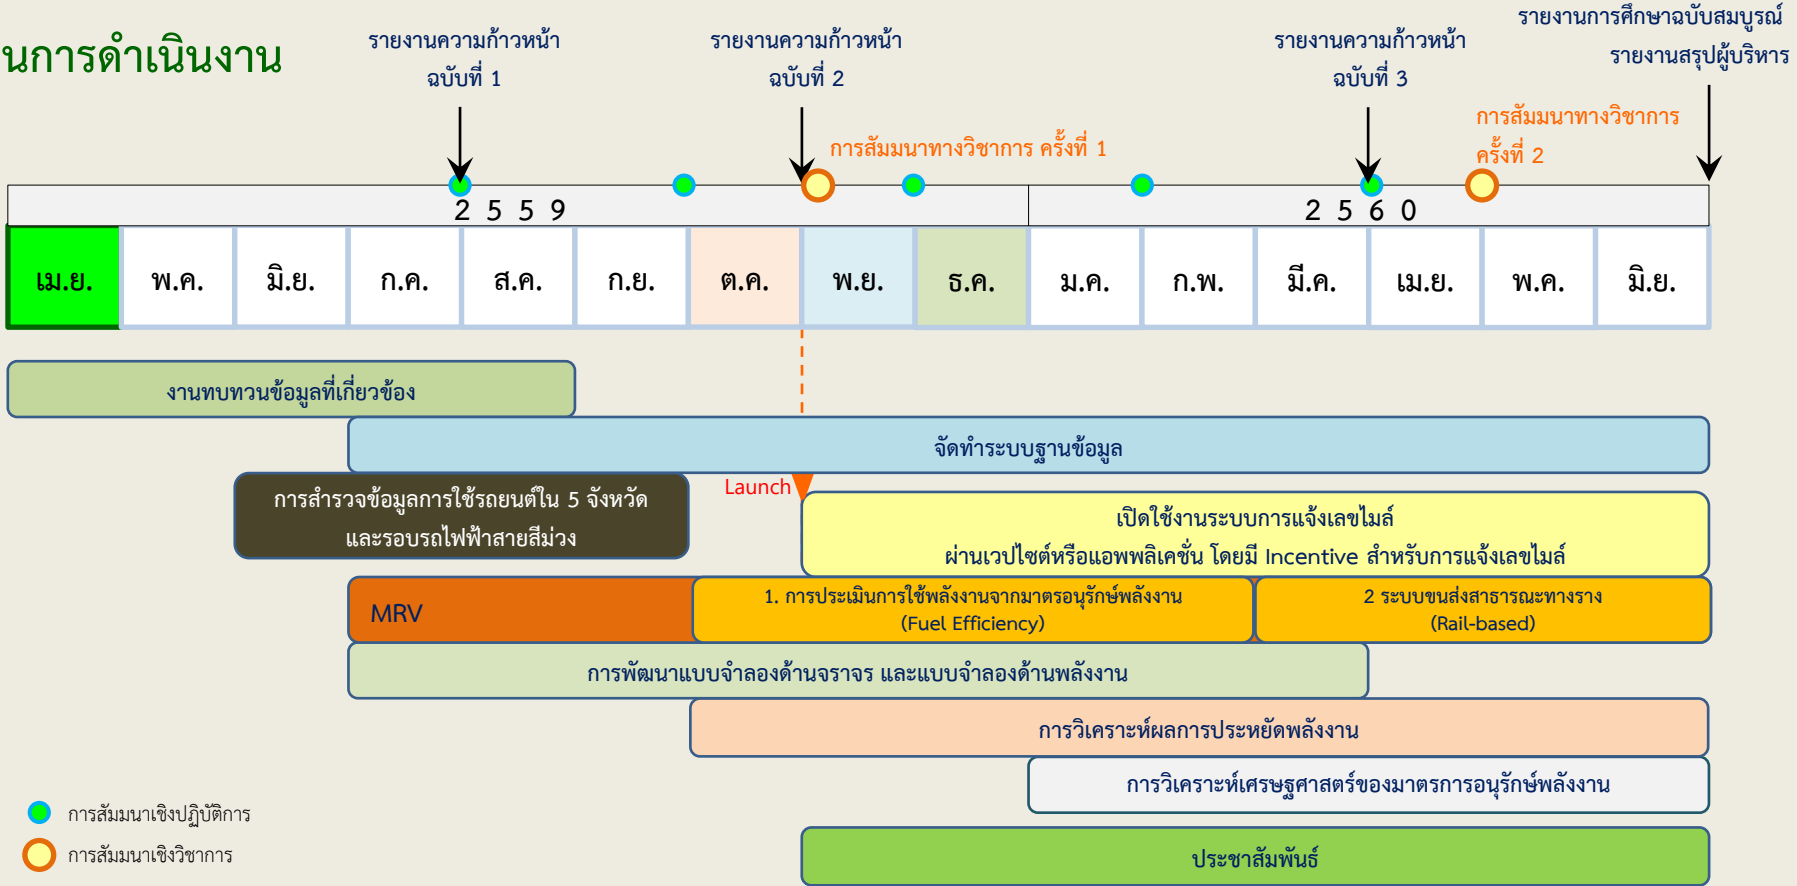 นการดำเนินงาน
รายงานความก้าวหน้า
ฉบับที่ 1
รายงานความก้าวหน้า
ฉบับที่ 2
รายงานความก้าวหน้า
ฉบับที่ 3
รายงานการศึกษาฉบับสมบูรณ์
รายงานสรุปผู้บริหาร
การสัมมนาทางวิชาการ ครั้งที่ 1
การสัมมนาทางวิชาการ
ครั้งที่ 2
2 5 5 9
2 5 6 0
เม.ย. พ.ค. มิ.ย. ก.ค. ส.ค. ก.ย. ต.ค. พ.ย. ธ.ค. ม.ค. ก.พ. มี.ค. เม.ย. พ.ค. มิ.ย.
งานทบทวนข้อมูลที่เกี่ยวข้อง
จัดทำระบบฐานข้อมูล
การสำรวจข้อมูลการใช้รถยนต์ใน 5 จังหวัด
และรอบรถไฟฟ้าสายสีม่วง
Launch
เปิดใช้งานระบบการแจ้งเลขไมล์
ผ่านเวปไซต์หรือแอพพลิเคชั่น โดยมี Incentive สำหรับการแจ้งเลขไมล์
MRV
1. การประเมินการใช้พลังงานจากมาตรอนุรักษ์พลังงาน
(Fuel Efficiency)
2 ระบบขนส่งสาธารณะทางราง
(Rail-based)
การพัฒนาแบบจำลองด้านจราจร และแบบจำลองด้านพลังงาน
การวิเคราะห์ผลการประหยัดพลังงาน
การวิเคราะห์เศรษฐศาสตร์ของมาตรการอนุรักษ์พลังงาน
การสัมมนาเชิงปฏิบัติการ
การสัมมนาเชิงวิชาการ
ประชาสัมพันธ์